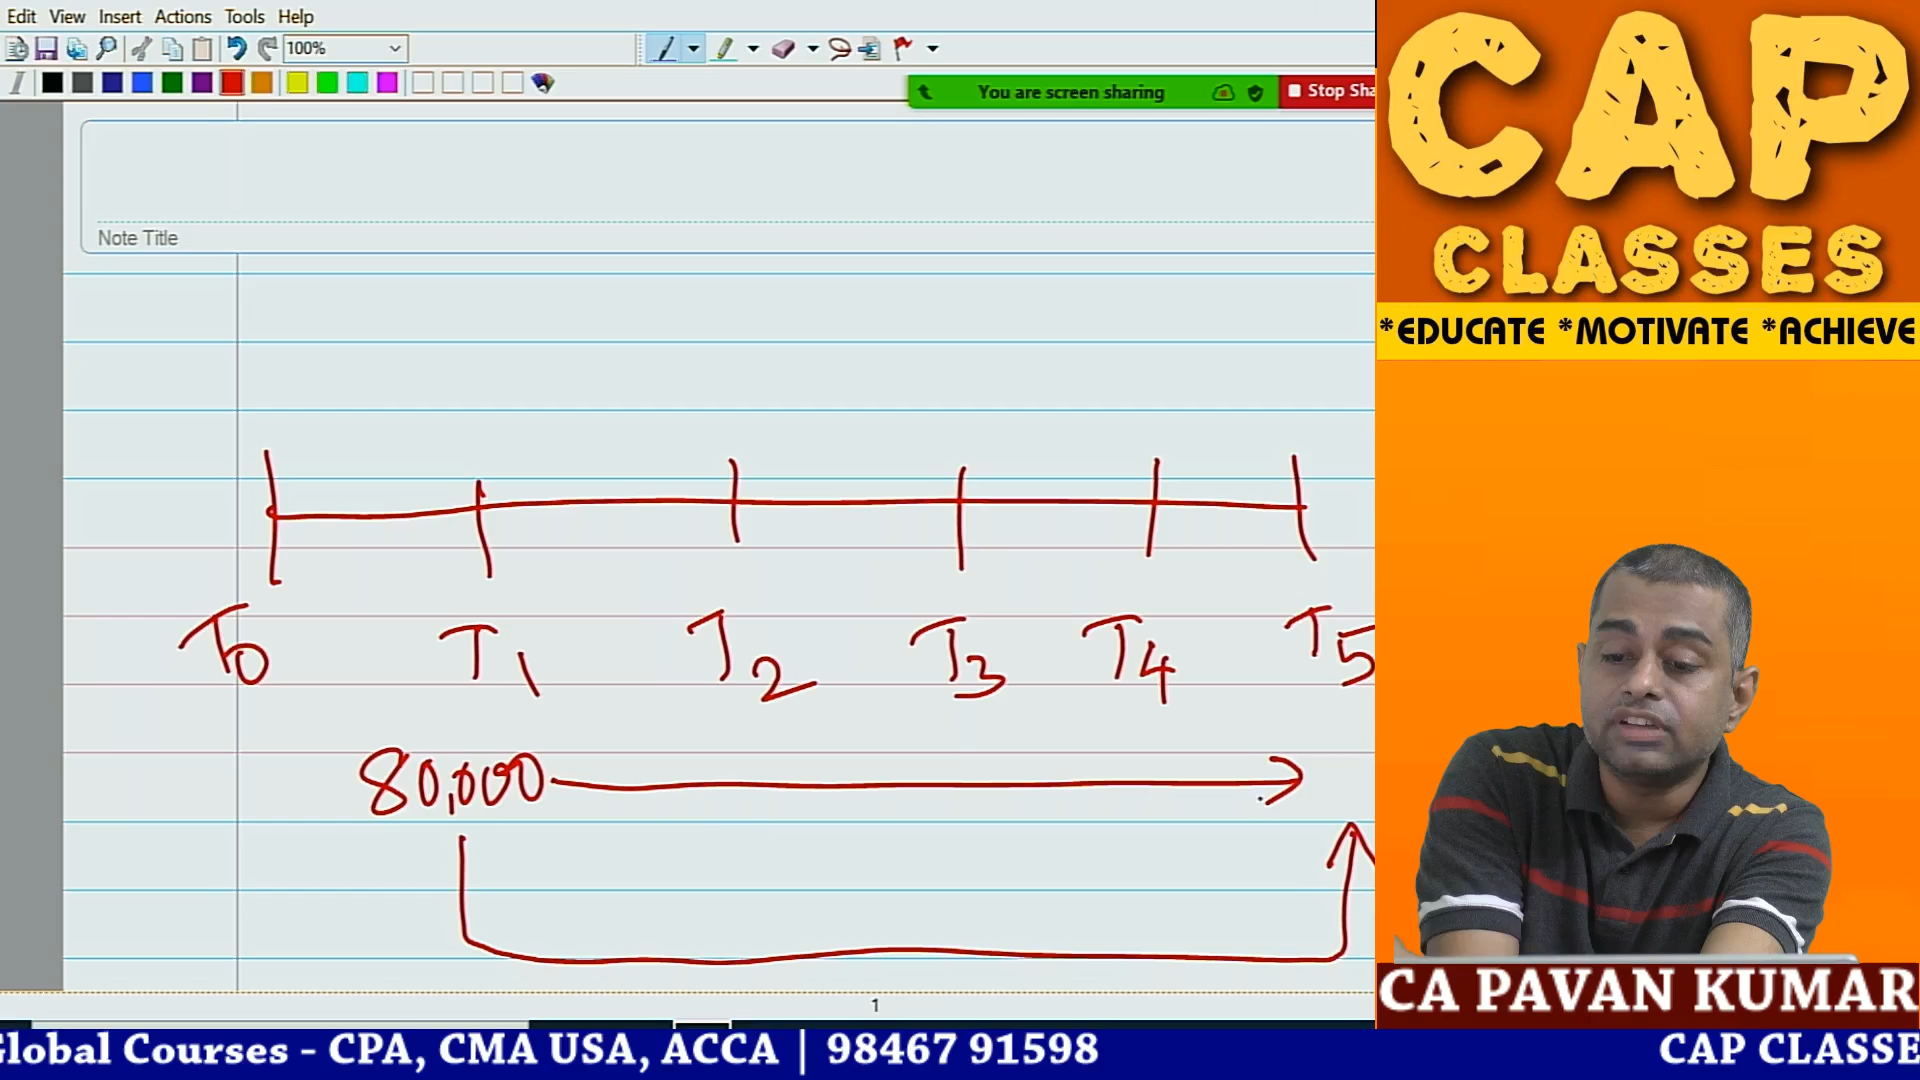 Edit View Insert Actions Tools Help
100%
You are screen sharing
Stop Sha
Note Title
T0 T1 T2 T3 T4 T5
80,000
1
CAP
CLASSES
*EDUCATE *MOTIVATE *ACHIEVE
CA PAVAN KUMAR
Global Courses - CPA, CMA USA, ACCA | 98467 91598
CAP CLASSE